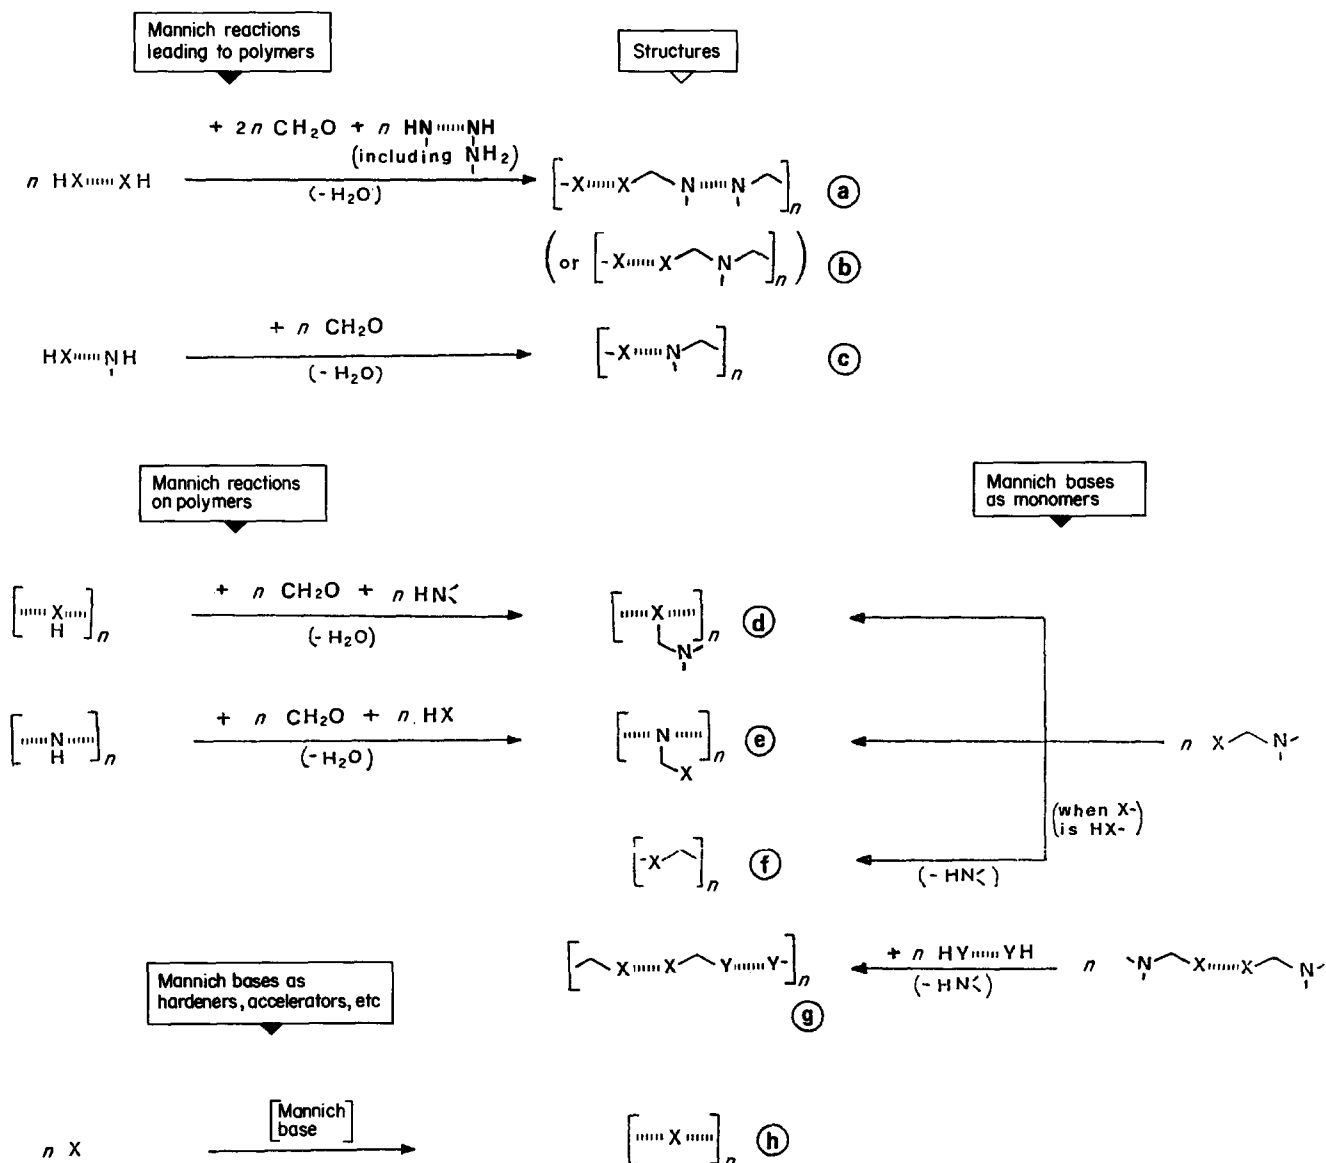 Mannich reactions
leading to polymers
Structures
+ 2n CH₂O + n HN┉┉NH
(including NH₂)
n HX┉┉XH
(-H₂O)
[-X┉┉X N┉┉N ]n
a
(or [-X┉┉X N ]n)
b
+ n CH₂O
HX┉┉NH
(-H₂O)
[-X┉┉N ]n
c
Mannich reactions
on polymers
Mannich bases
as monomers
+ n CH₂O + n HN<
[┉┉X┉┉]n
H
(-H₂O)
[┉┉X┉┉]n
N
d
+ n CH₂O + n HX
[┉┉N┉┉]n
H
(-H₂O)
[┉┉N┉┉]n
X
e
n X N
(when X-
is HX-)
[-X ]n
f
(-HN<)
[ X┉┉X Y┉┉Y-]n
g
+ n HY┉┉YH
(-HN<)
n N X┉┉X N
Mannich bases as
hardeners, accelerators, etc
[Mannich
base]
n X
[┉┉X┉┉]n
h